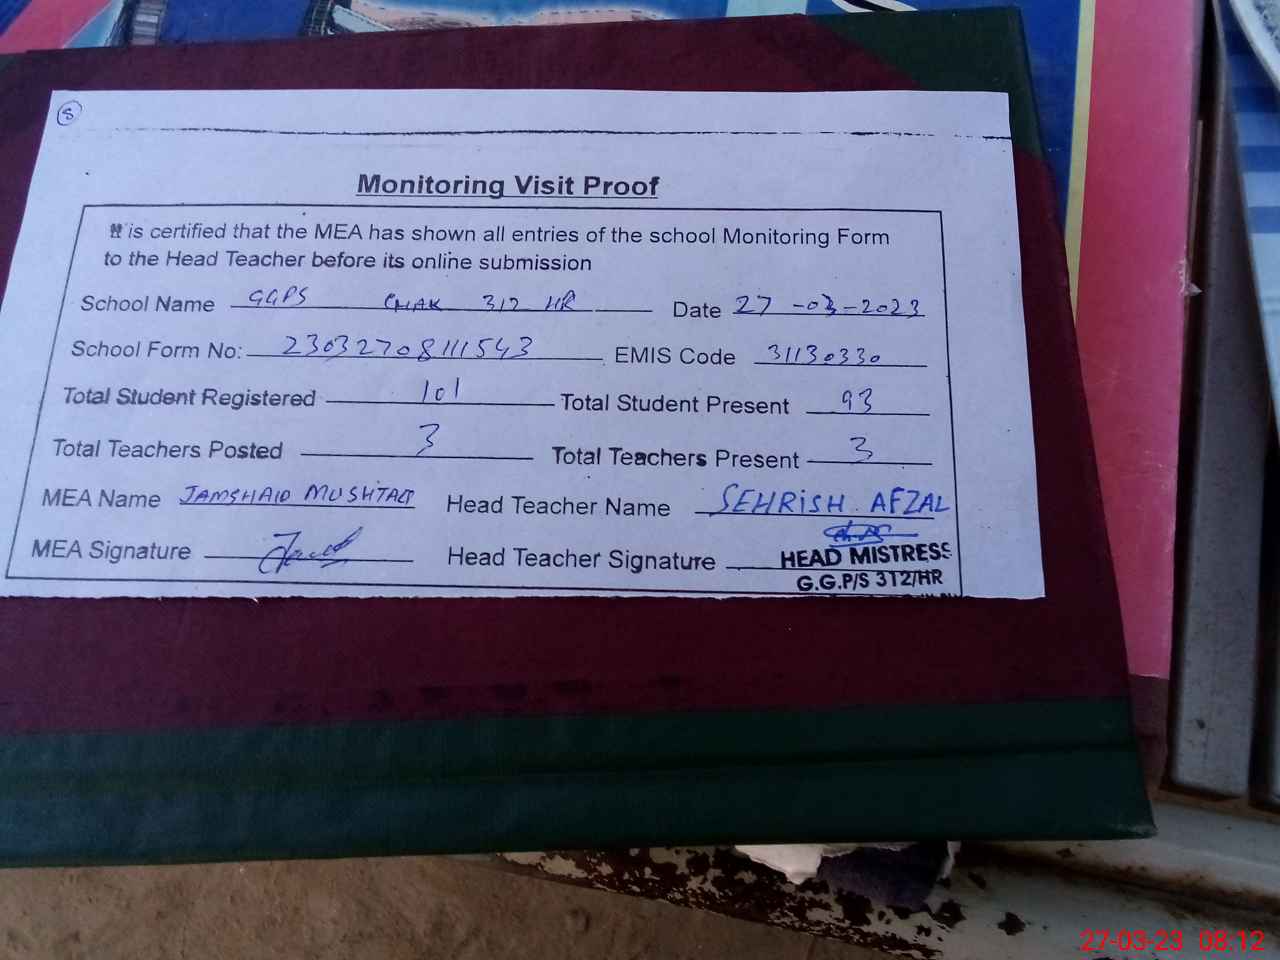 S
Monitoring Visit Proof
It is certified that the MEA has shown all entries of the school Monitoring Form
to the Head Teacher before its online submission
School Name GGPS CHAK 312 HR Date 27-03-2023
School Form No: 23032708111543 EMIS Code 31130330
Total Student Registered 101 Total Student Present 93
Total Teachers Posted 3 Total Teachers Present 3
MEA Name JAMSHAID MUSHTAQ Head Teacher Name SEHRISH AFZAL
MEA Signature Head Teacher Signature
HEAD MISTRESS
G.G.P/S 312/HR
27-03-23 08:12